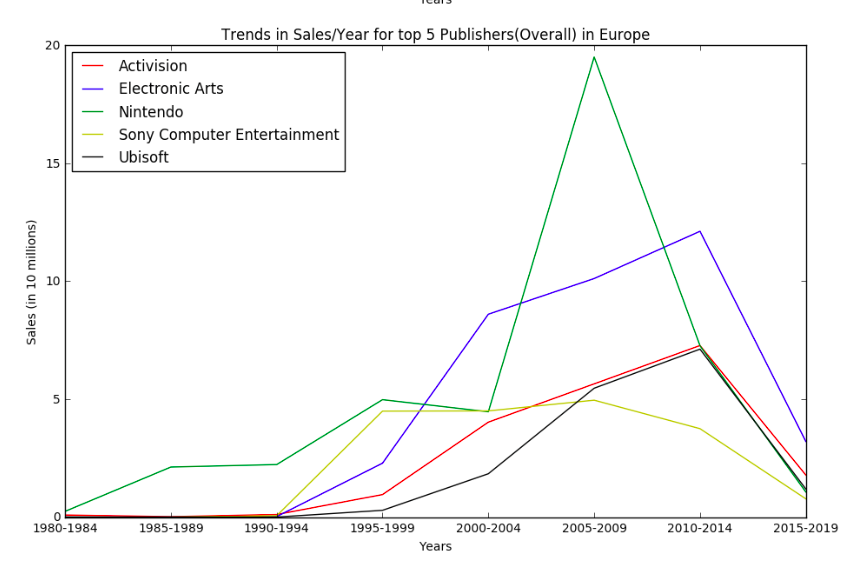 Years
Trends in Sales/Year for top 5 Publishers(Overall) in Europe
20
15
10
5
0
Sales (in 10 millions)
Activision
Electronic Arts
Nintendo
Sony Computer Entertainment
Ubisoft
1980-1984 1985-1989 1990-1994 1995-1999 2000-2004 2005-2009 2010-2014 2015-2019
Years